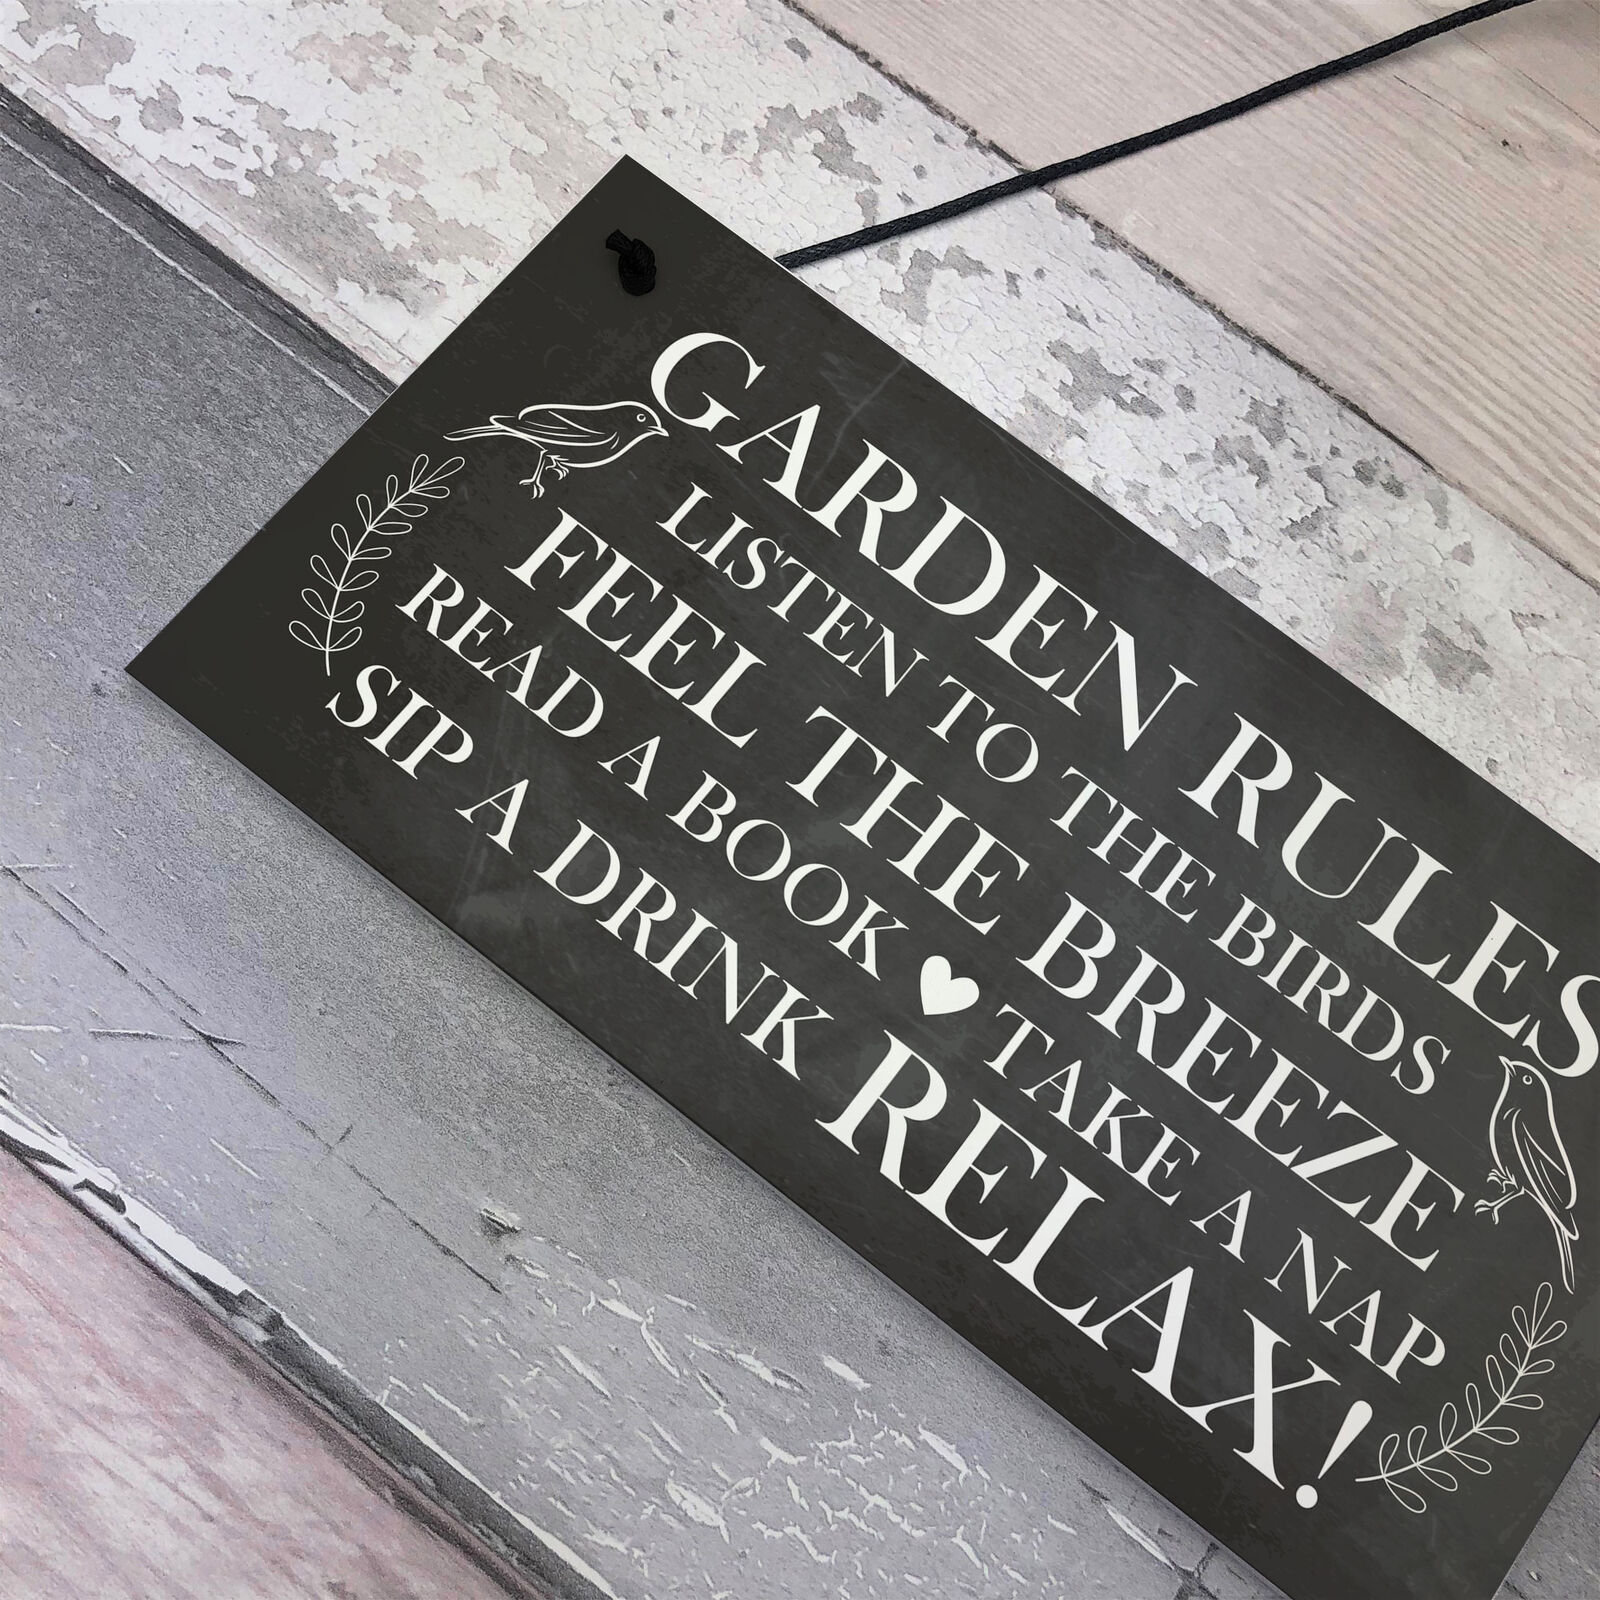 GARDEN RULES
LISTEN TO THE BIRDS
FEEL THE BREEZE
READ A BOOK ♥ TAKE A NAP
SIP A DRINK RELAX!